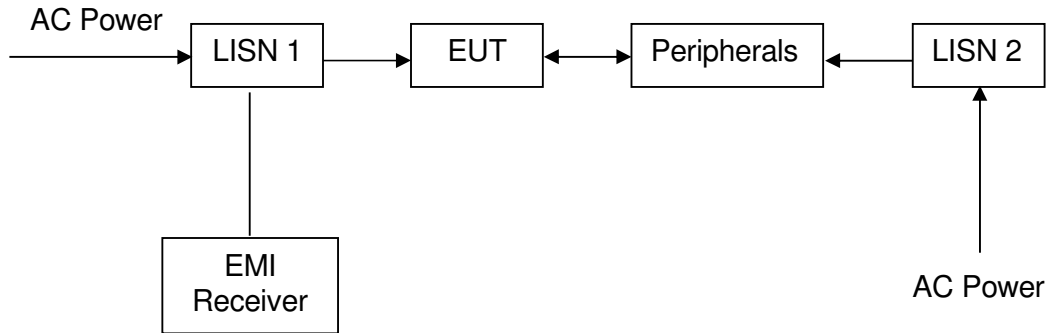 AC Power
LISN 1
EUT
Peripherals
LISN 2
EMI
Receiver
AC Power